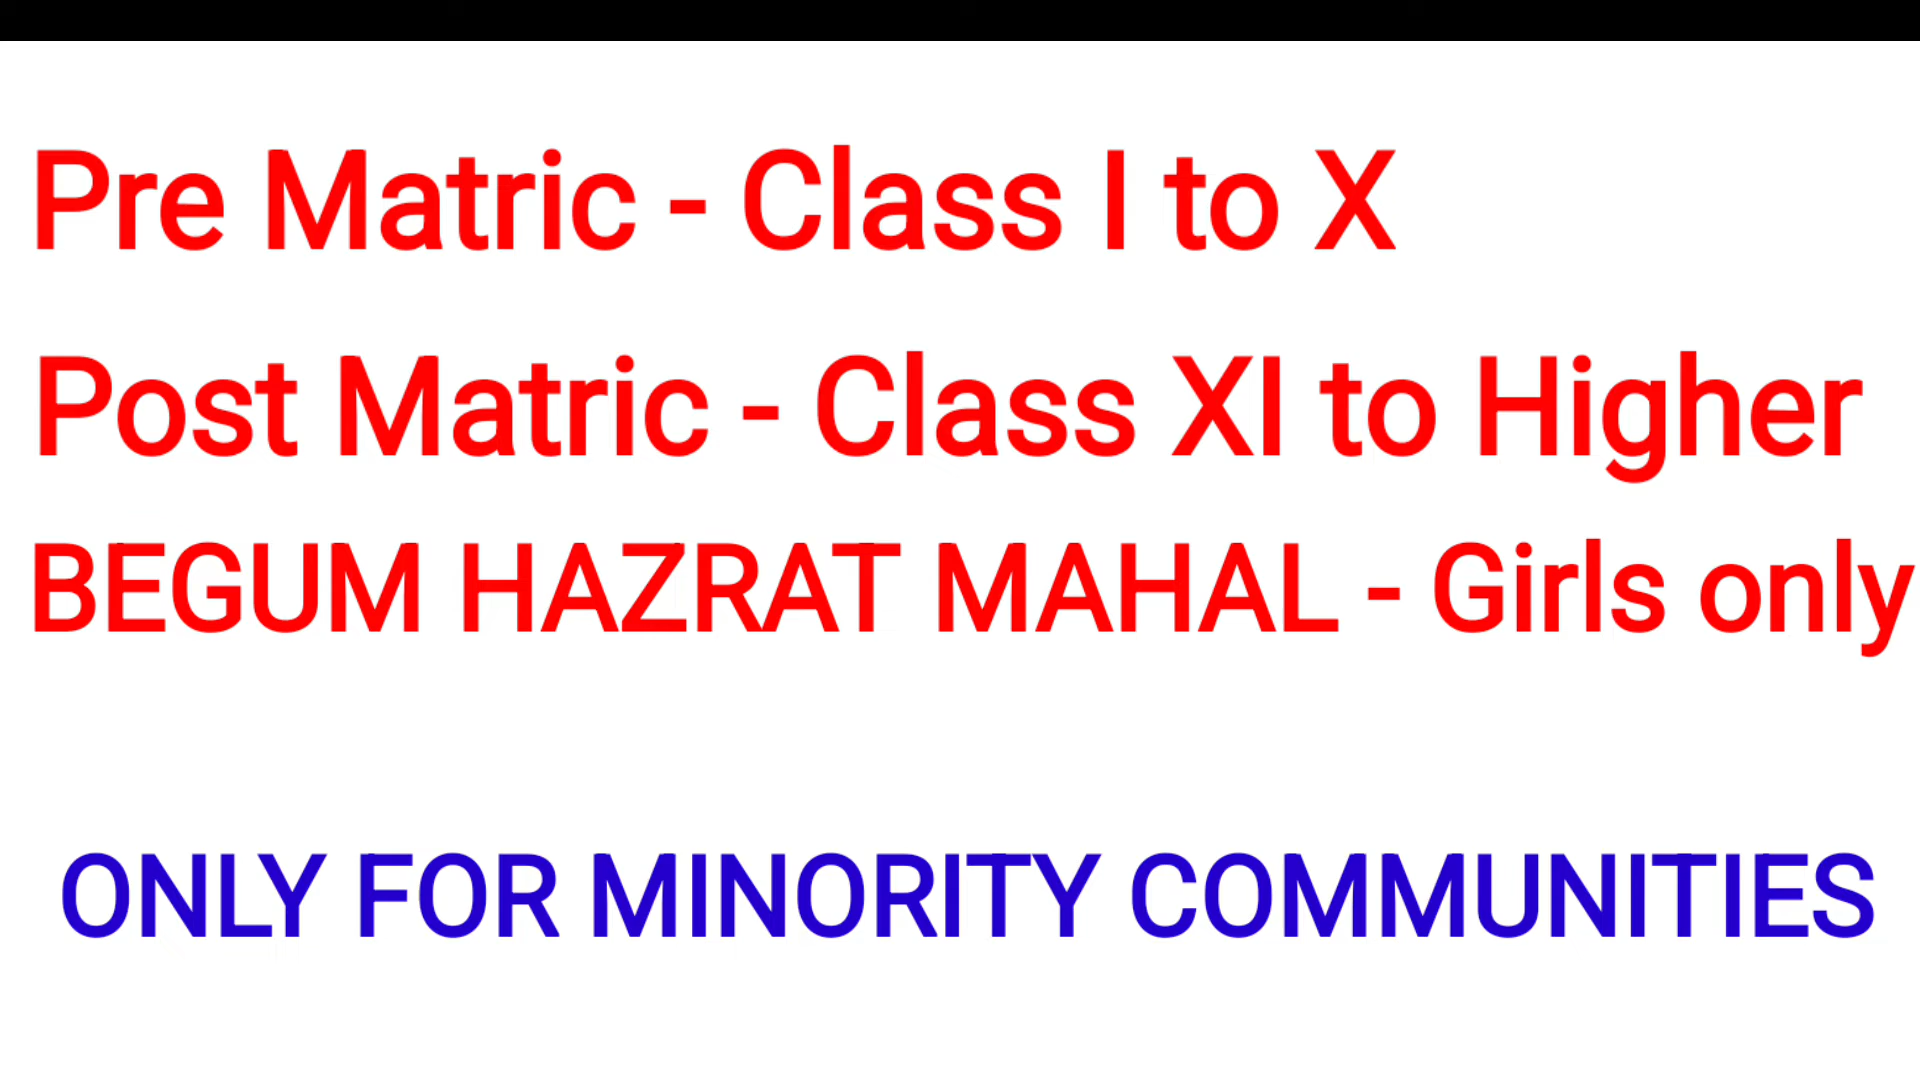 Pre Matric - Class I to X
Post Matric - Class XI to Higher
BEGUM HAZRAT MAHAL - Girls only
ONLY FOR MINORITY COMMUNITIES